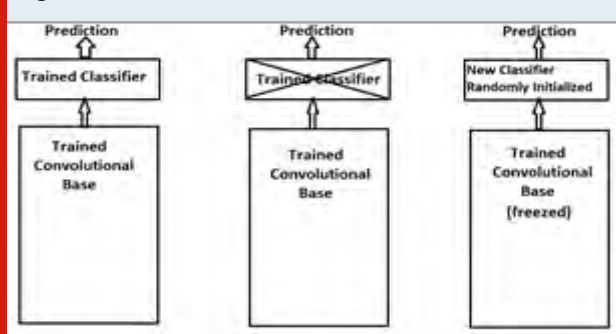 Prediction
Trained Classifier
Trained
Convolutional
Base
Prediction
Trained Classifier
Trained
Convolutional
Base
Prediction
New Classifier
Randomly Initialized
Trained
Convolutional
Base
(freezed)